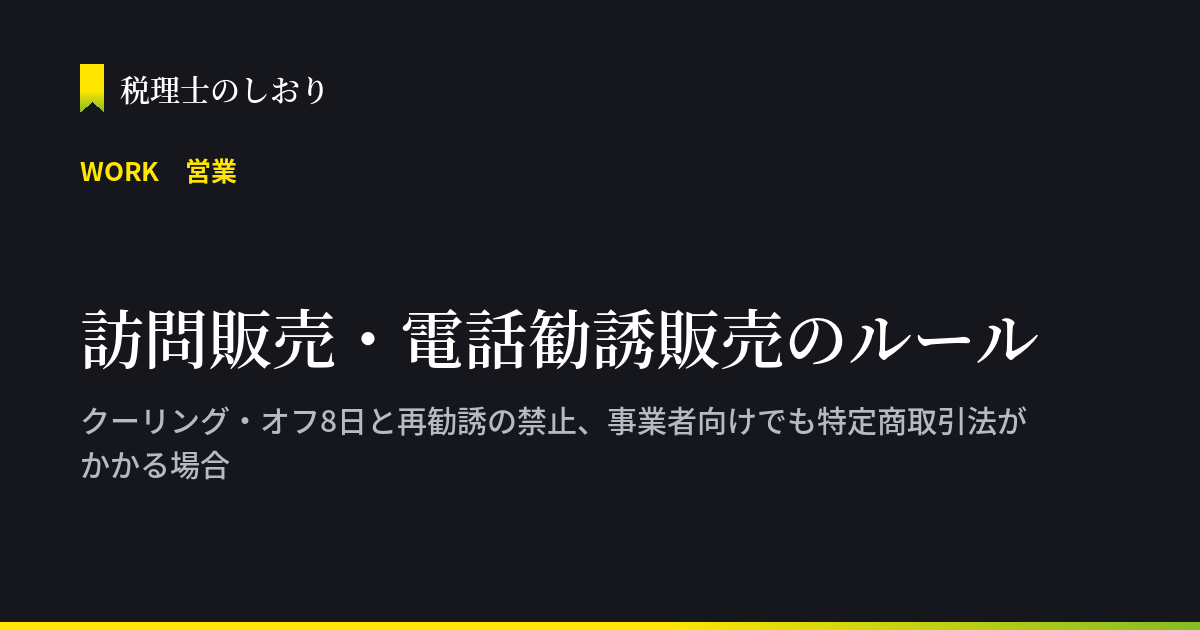 税理士のしおり
WORK 営業
訪問販売・電話勧誘販売のルール
クーリング・オフ8日と再勧誘の禁止、事業者向けでも特定商取引法が
かかる場合